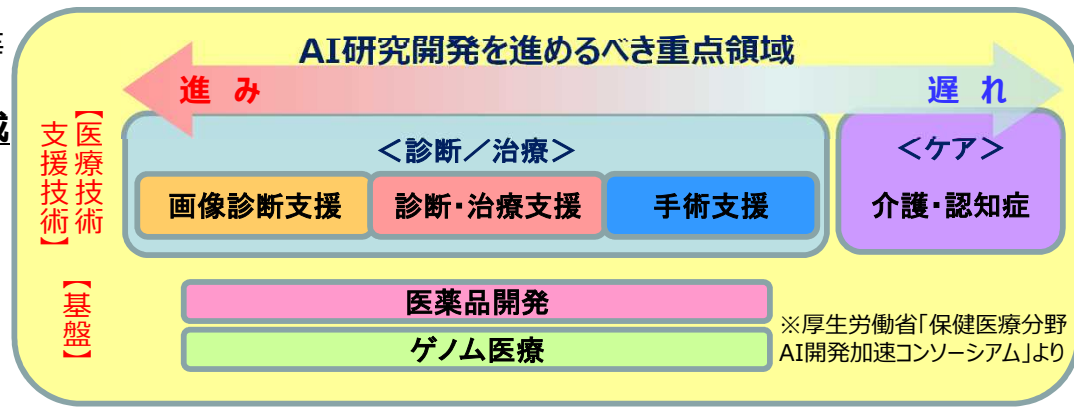 AI研究開発を進めるべき重点領域
進 み
遅 れ
【医療技術
支援技術】
<診断／治療>
画像診断支援
診断・治療支援
手術支援
<ケア>
介護・認知症
【基盤】
医薬品開発
ゲノム医療
※厚生労働省「保健医療分野
AI開発加速コンソーシアム」より